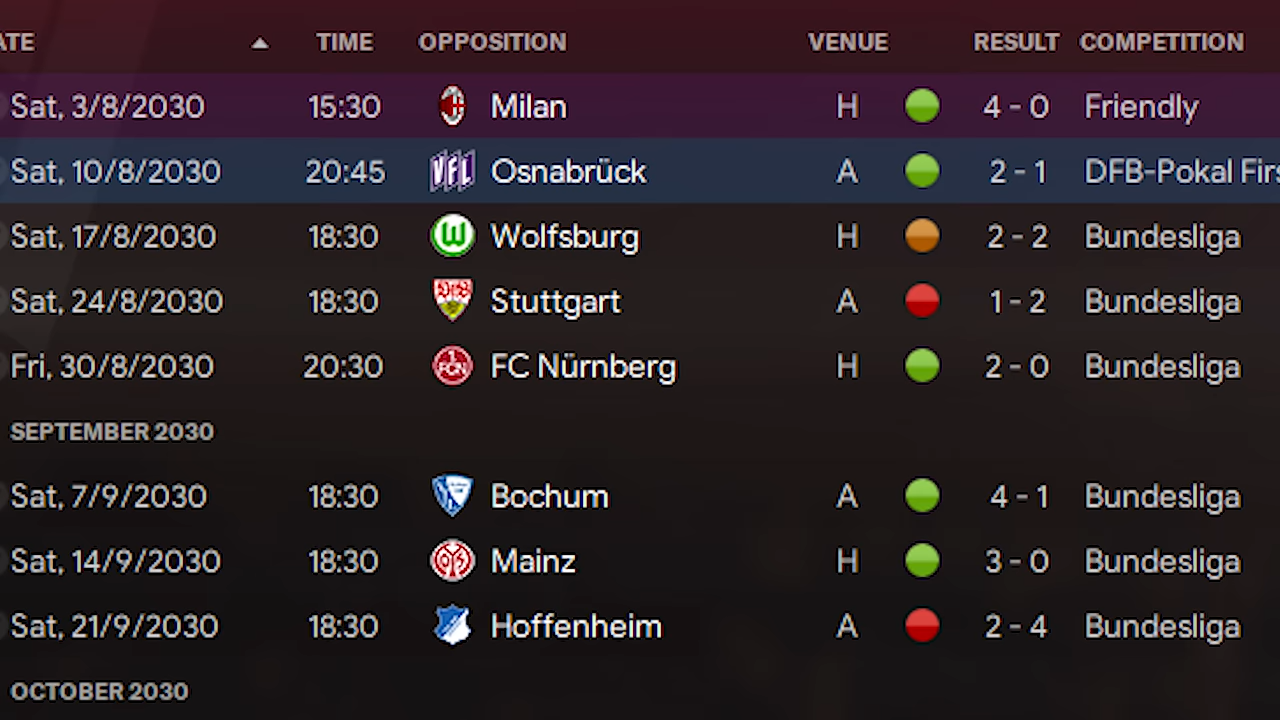 ATE TIME OPPOSITION VENUE RESULT COMPETITION
Sat, 3/8/2030 15:30 Milan H 4 - 0 Friendly
Sat, 10/8/2030 20:45 VFL Osnabrück A 2 - 1 DFB-Pokal Firs
Sat, 17/8/2030 18:30 W Wolfsburg H 2 - 2 Bundesliga
Sat, 24/8/2030 18:30 Stuttgart A 1 - 2 Bundesliga
Fri, 30/8/2030 20:30 1 FCN FC Nürnberg H 2 - 0 Bundesliga
SEPTEMBER 2030
Sat, 7/9/2030 18:30 Bochum A 4 - 1 Bundesliga
Sat, 14/9/2030 18:30 Mainz H 3 - 0 Bundesliga
Sat, 21/9/2030 18:30 Hoffenheim A 2 - 4 Bundesliga
OCTOBER 2030